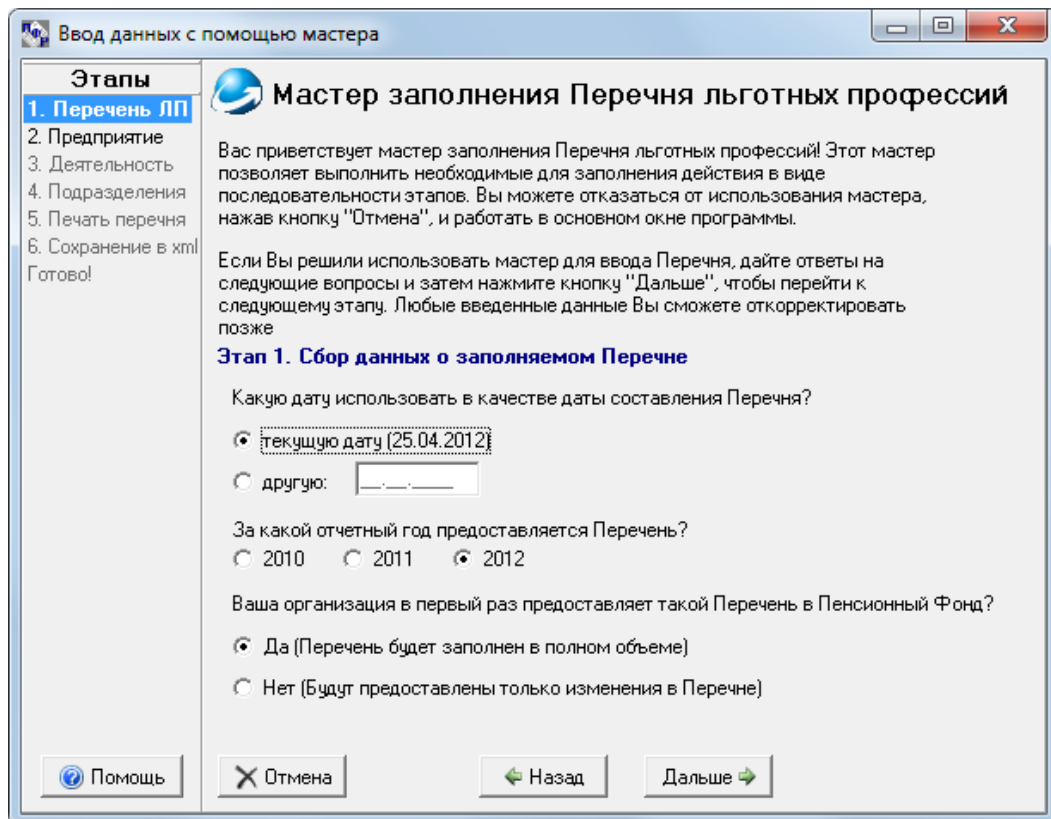 Ввод данных с помощью мастера
Этапы
1. Перечень ЛП
2. Предприятие
3. Деятельность
4. Подразделения
5. Печать перечня
6. Сохранение в xml
Готово!
Мастер заполнения Перечня льготных профессий
Вас приветствует мастер заполнения Перечня льготных профессий! Этот мастер
позволяет выполнить необходимые для заполнения действия в виде
последовательности этапов. Вы можете отказаться от использования мастера,
нажав кнопку "Отмена", и работать в основном окне программы.
Если Вы решили использовать мастер для ввода Перечня, дайте ответы на
следующие вопросы и затем нажмите кнопку "Дальше", чтобы перейти к
следующему этапу. Любые введенные данные Вы сможете откорректировать
позже
Этап 1. Сбор данных о заполняемом Перечне
Какую дату использовать в качестве даты составления Перечня?
текущую дату (25.04.2012)
другую: __.__.____
За какой отчетный год предоставляется Перечень?
2010 2011 2012
Ваша организация в первый раз предоставляет такой Перечень в Пенсионный Фонд?
Да (Перечень будет заполнен в полном объеме)
Нет (Будут предоставлены только изменения в Перечне)
Помощь Отмена Назад Дальше